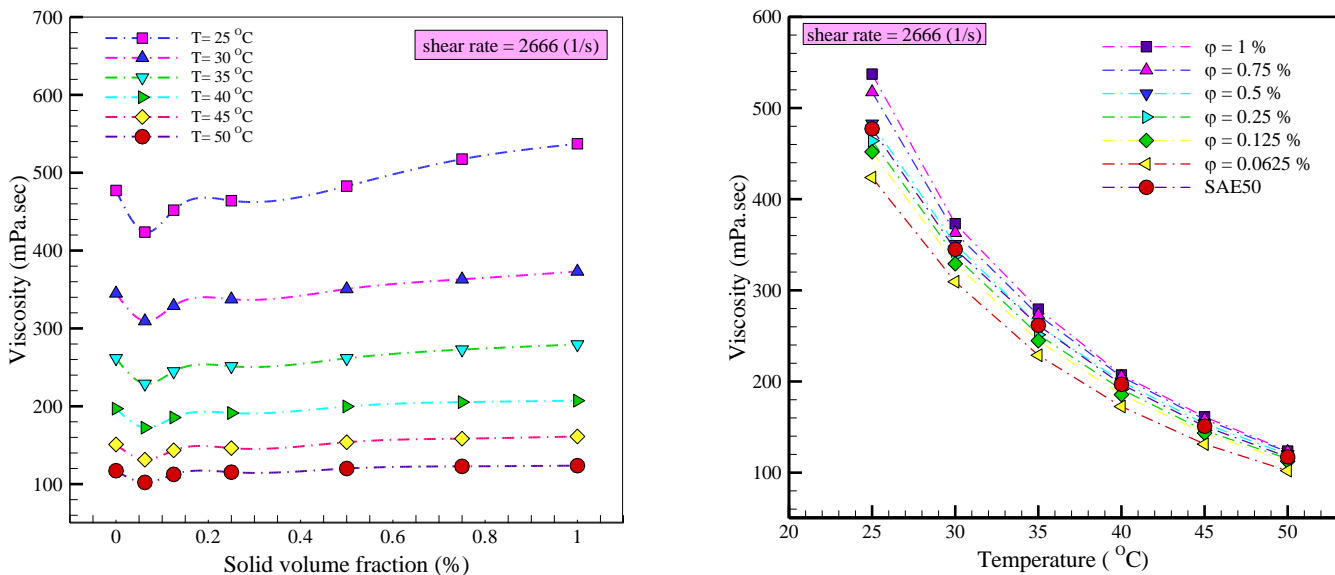 700
600
500
400
300
200
100
0
0.2
0.4
0.6
0.8
1
Viscosity (mPa.sec)
Solid volume fraction (%)
T= 25 °C
T= 30 °C
T= 35 °C
T= 40 °C
T= 45 °C
T= 50 °C
shear rate = 2666 (1/s)
600
500
400
300
200
100
20
25
30
35
40
45
50
Viscosity (mPa.sec)
Temperature ( °C)
shear rate = 2666 (1/s)
φ = 1 %
φ = 0.75 %
φ = 0.5 %
φ = 0.25 %
φ = 0.125 %
φ = 0.0625 %
SAE50